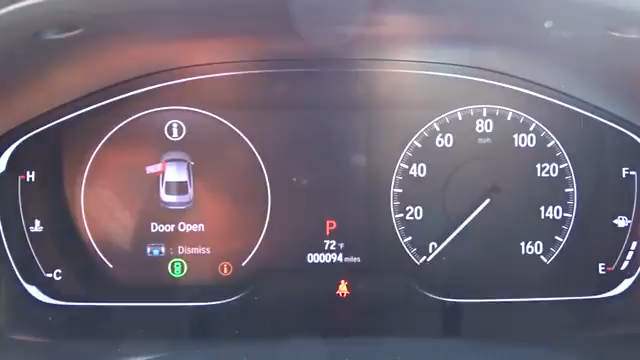 H
C
i
Door Open
: Dismiss
i
P
72°F
000094 miles
0
20
40
60
80
100
120
140
160
mph
F
E